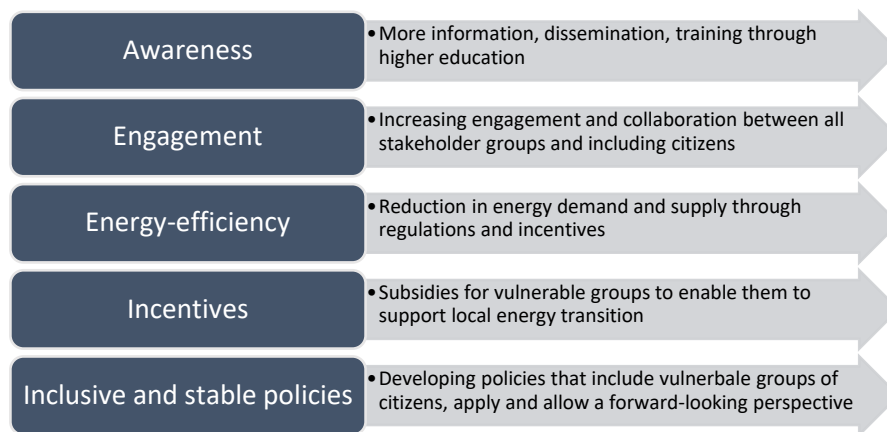 Awareness
•More information, dissemination, training through
higher education
Engagement
•Increasing engagement and collaboration between all
stakeholder groups and including citizens
Energy-efficiency
•Reduction in energy demand and supply through
regulations and incentives
Incentives
•Subsidies for vulnerable groups to enable them to
support local energy transition
Inclusive and stable policies
•Developing policies that include vulnerbale groups of
citizens, apply and allow a forward-looking perspective